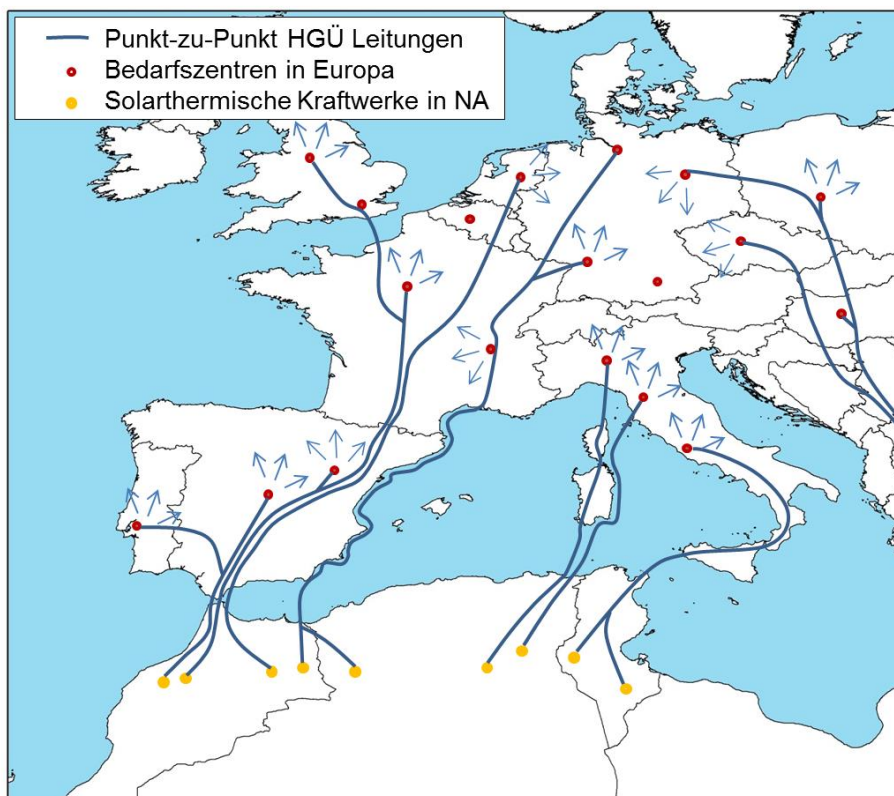 Punkt-zu-Punkt HGÜ Leitungen
Bedarfszentren in Europa
Solarthermische Kraftwerke in NA